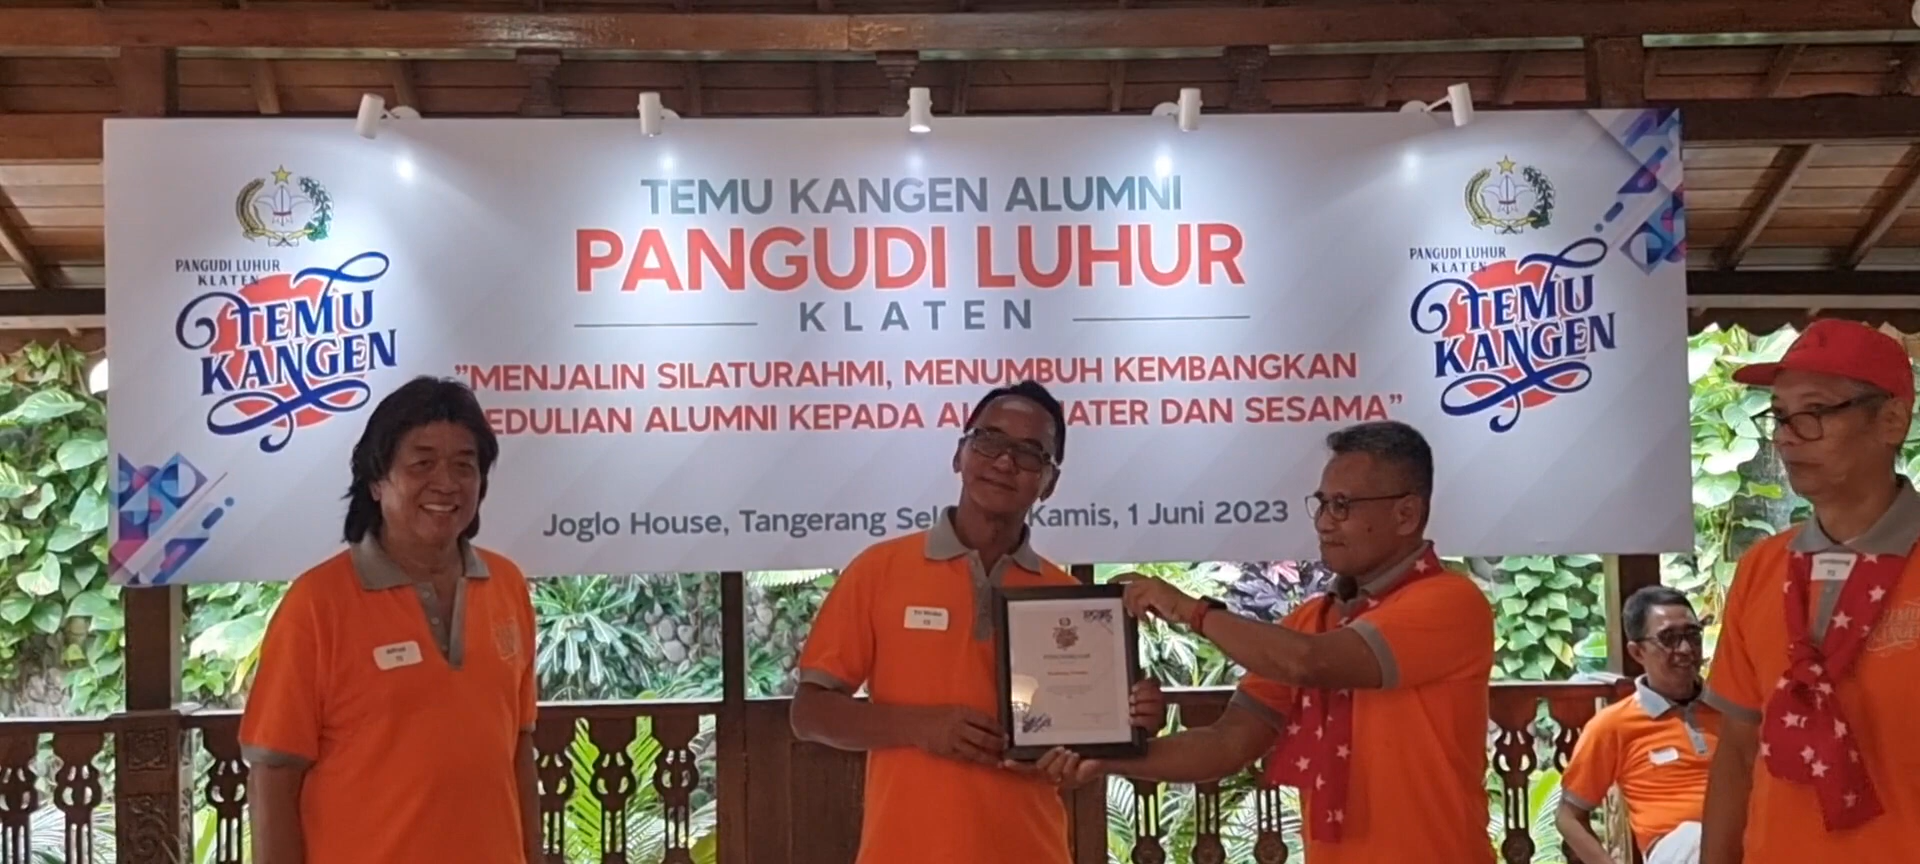 TEMU KANGEN ALUMNI
PANGUDI LUHUR
KLATEN
"MENJALIN SILATURAHMI, MENUMBUH KEMBANGKAN
EDULIAN ALUMNI KEPADA AL ATER DAN SESAMA"
Joglo House, Tangerang Sel Kamis, 1 Juni 2023
PANGUDI LUHUR
KLATEN
TEMU
KANGEN
PANGUDI LUHUR
KLATEN
TEMU
KANGEN